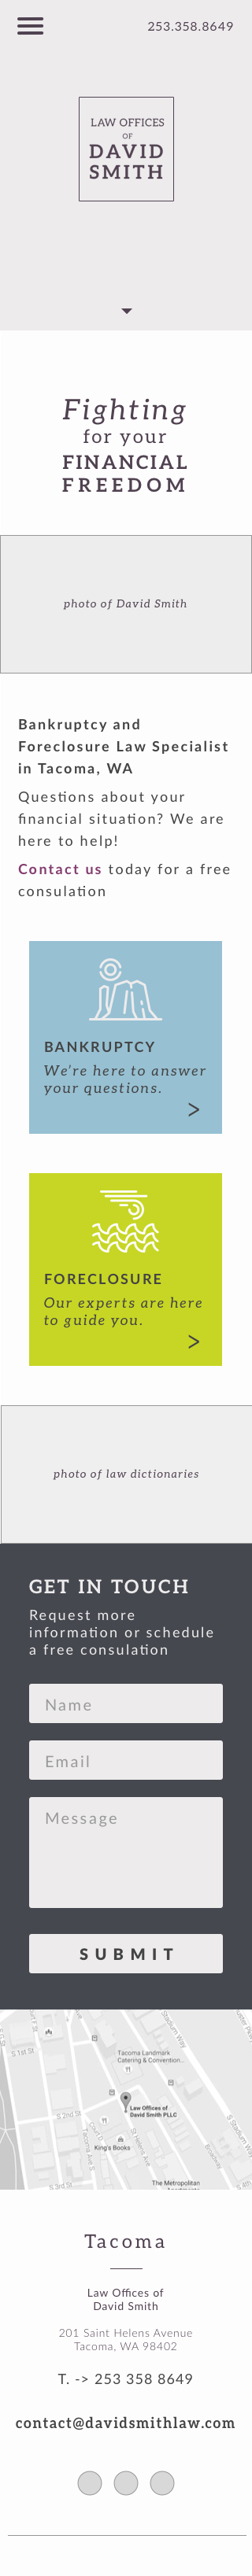 253.358.8649
LAW OFFICES
OF
DAVID
SMITH
Fighting
for your
FINANCIAL
FREEDOM
photo of David Smith
Bankruptcy and
Foreclosure Law Specialist
in Tacoma, WA
Questions about your
financial situation? We are
here to help!
Contact us today for a free
consulation
BANKRUPTCY
We're here to answer
your questions.
>
FORECLOSURE
Our experts are here
to guide you.
>
photo of law dictionaries
GET IN TOUCH
Request more
information or schedule
a free consulation
Name
Email
Message
SUBMIT
Stadium Way
S 1st St
Tacoma Landmark
Catering & Convention...
Law Offices of
David Smith PLLC
S 2nd St
King's Books
St Helens Ave
Tacoma Ave S
Broadway
S Stadium Way
S 3rd St
The Metropolitan
Tacoma
Law Offices of
David Smith
201 Saint Helens Avenue
Tacoma, WA 98402
T. -> 253 358 8649
contact@davidsmithlaw.com